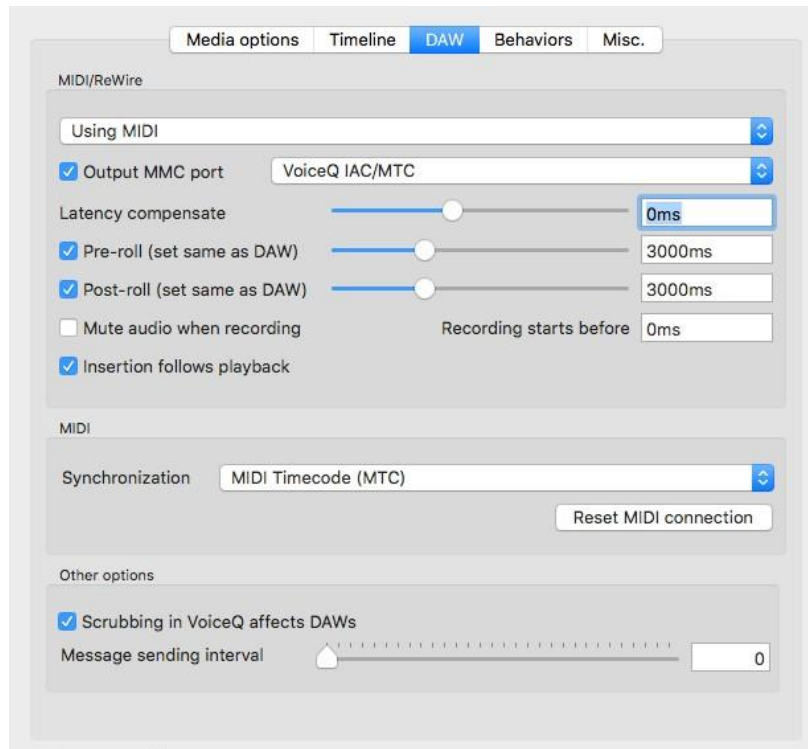 Media options Timeline DAW Behaviors Misc.
MIDI/ReWire
Using MIDI
Output MMC port VoiceQ IAC/MTC
Latency compensate 0ms
Pre-roll (set same as DAW) 3000ms
Post-roll (set same as DAW) 3000ms
Mute audio when recording Recording starts before 0ms
Insertion follows playback
MIDI
Synchronization MIDI Timecode (MTC)
Reset MIDI connection
Other options
Scrubbing in VoiceQ affects DAWs
Message sending interval 0